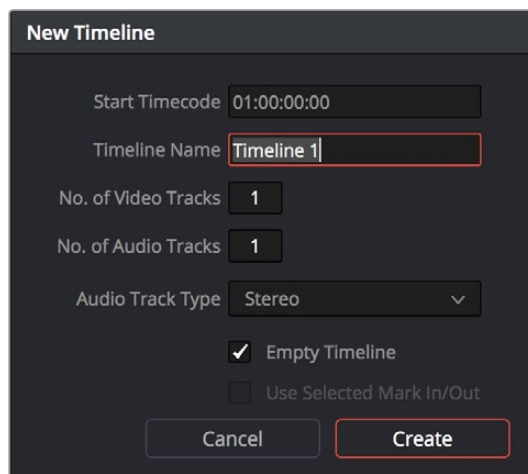 New Timeline
Start Timecode 01:00:00:00
Timeline Name Timeline 1
No. of Video Tracks 1
No. of Audio Tracks 1
Audio Track Type Stereo
Empty Timeline
Use Selected Mark In/Out
Cancel Create